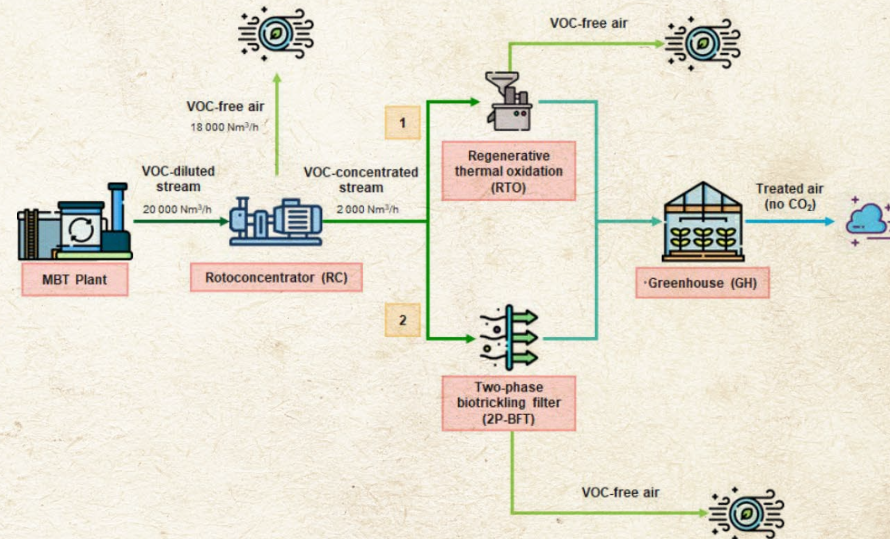 VOC-free air
VOC-free air
18 000 Nm³/h
1
VOC-diluted
stream
20 000 Nm³/h
VOC-concentrated
stream
2 000 Nm³/h
Regenerative
thermal oxidation
(RTO)
Treated air
(no CO₂)
MBT Plant
Rotoconcentrator (RC)
·Greenhouse (GH)
2
Two-phase
biotrickling filter
(2P-BFT)
VOC-free air